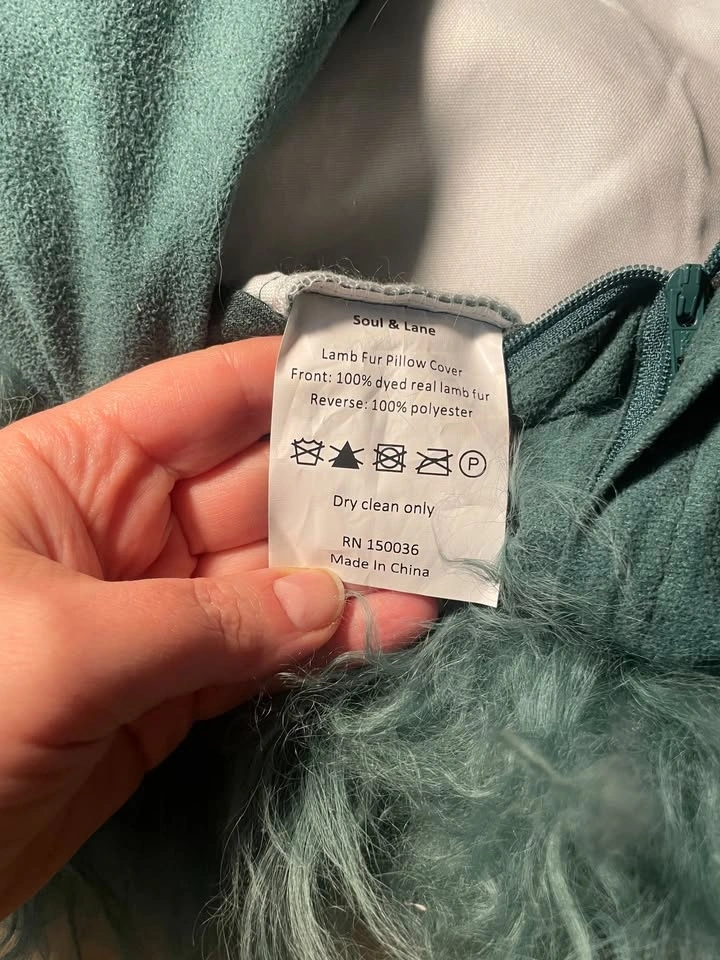 Soul & Lane
Lamb Fur Pillow Cover
Front: 100% dyed real lamb fur
Reverse: 100% polyester
P
Dry clean only
RN 150036
Made In China